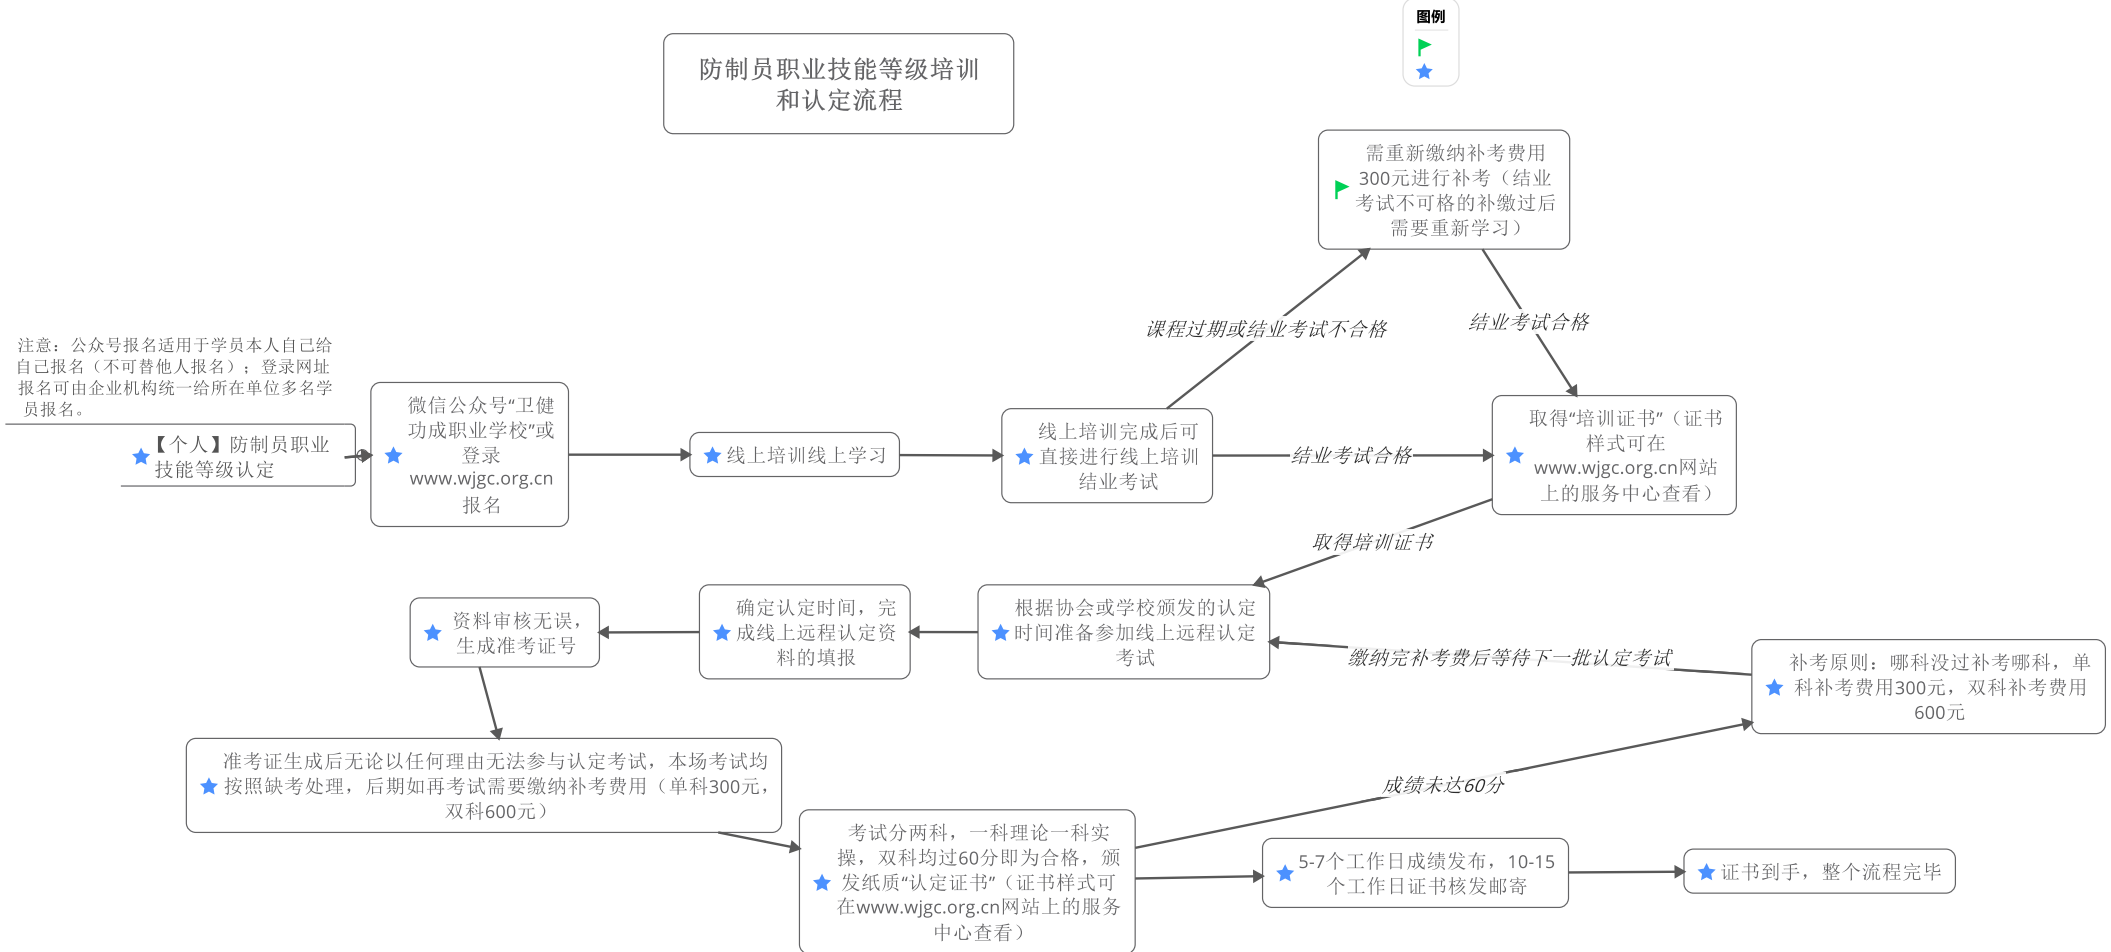 图例
防制员职业技能等级培训
和认定流程
需重新缴纳补考费用
300元进行补考（结业
考试不可格的补缴过后
需要重新学习）
课程过期或结业考试不合格
结业考试合格
注意：公众号报名适用于学员本人自己给
自己报名（不可替他人报名）；登录网址
报名可由企业机构统一给所在单位多名学
员报名。
【个人】防制员职业
技能等级认定
微信公众号“卫健
功成职业学校”或
登录
www.wjgc.org.cn
报名
线上培训线上学习
线上培训完成后可
直接进行线上培训
结业考试
结业考试合格
取得“培训证书”（证书
样式可在
www.wjgc.org.cn网站
上的服务中心查看）
取得培训证书
根据协会或学校颁发的认定
时间准备参加线上远程认定
考试
确定认定时间，完
成线上远程认定资
料的填报
资料审核无误，
生成准考证号
缴纳完补考费后等待下一批认定考试
补考原则：哪科没过补考哪科，单
科补考费用300元，双科补考费用
600元
准考证生成后无论以任何理由无法参与认定考试，本场考试均
按照缺考处理，后期如再考试需要缴纳补考费用（单科300元，
双科600元）
成绩未达60分
考试分两科，一科理论一科实
操，双科均过60分即为合格，颁
发纸质“认定证书”（证书样式可
在www.wjgc.org.cn网站上的服务
中心查看）
5-7个工作日成绩发布，10-15
个工作日证书核发邮寄
证书到手，整个流程完毕